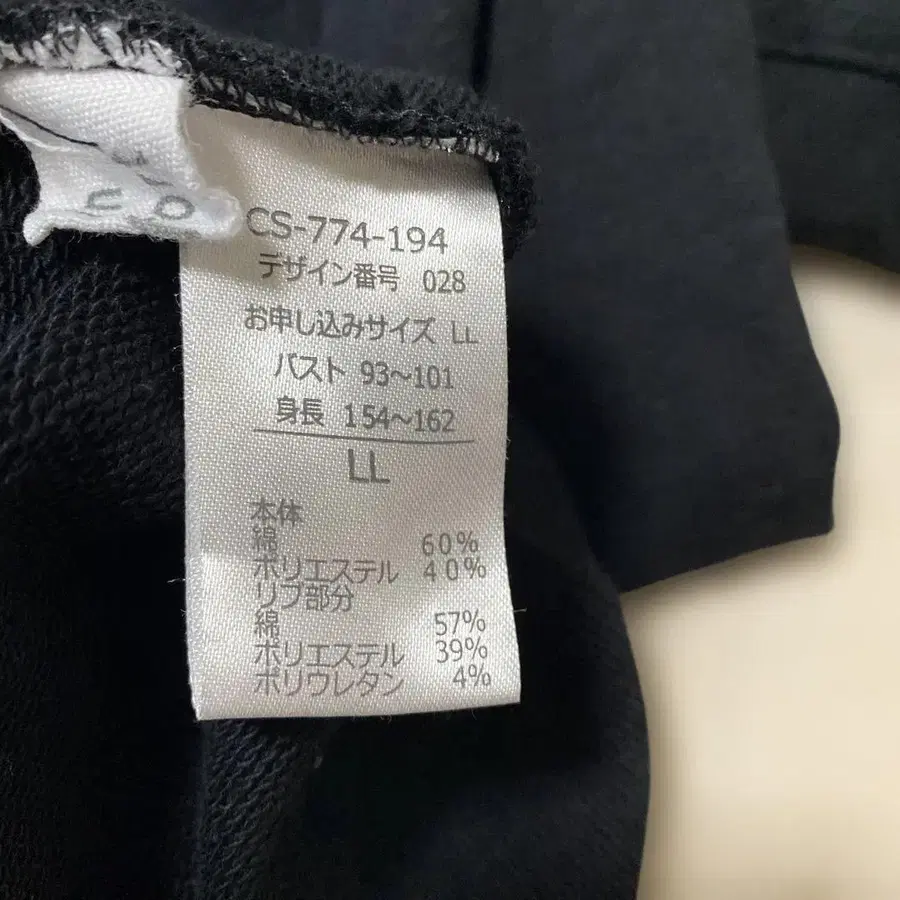 CS-774-194
デザイン番号 028
お申し込みサイズ LL
バスト 93～101
身長 154～162
LL
本体
綿 60%
ポリエステル 40%
リブ部分
綿 57%
ポリエステル 39%
ポリウレタン 4%